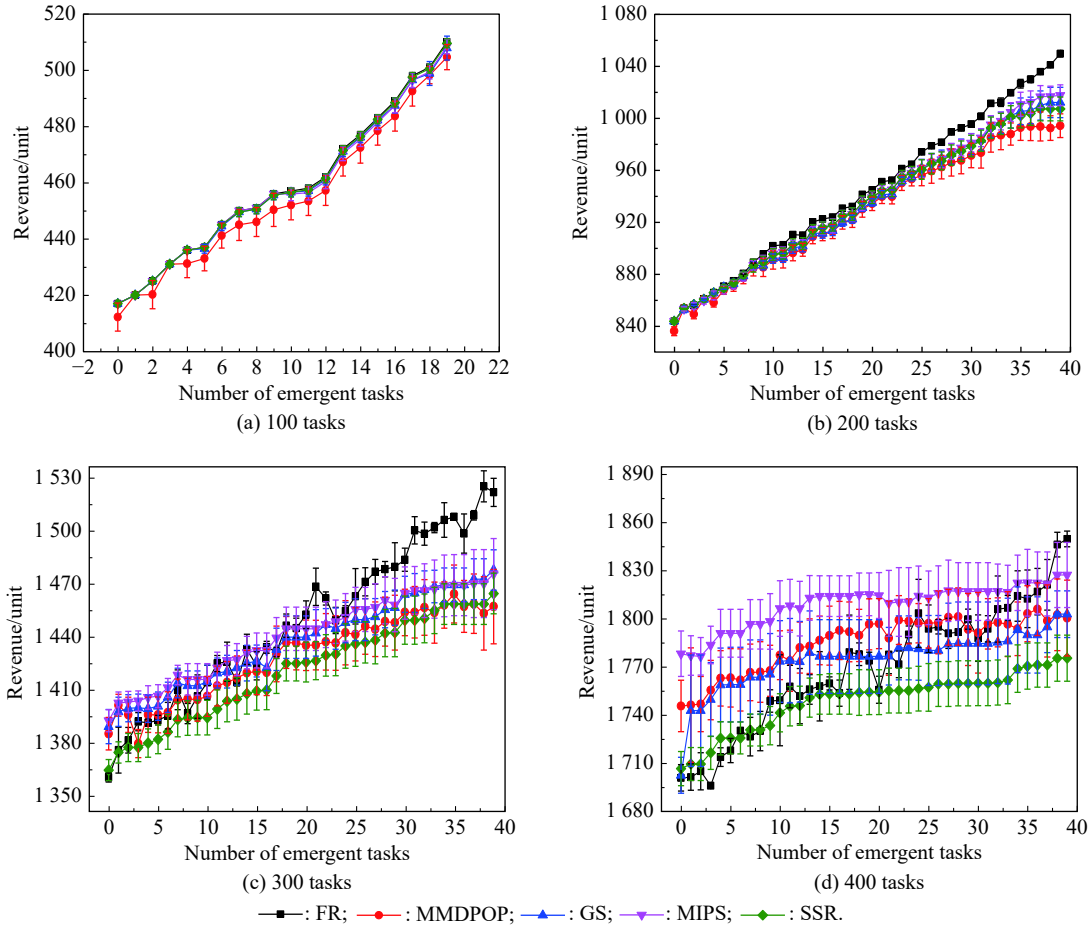 520
500
480
460
440
420
400
Revenue/unit
−2 0 2 4 6 8 10 12 14 16 18 20 22
Number of emergent tasks
(a) 100 tasks
1 080
1 040
1 000
960
920
880
840
Revenue/unit
0 5 10 15 20 25 30 35 40
Number of emergent tasks
(b) 200 tasks
1 530
1 500
1 470
1 440
1 410
1 380
1 350
Revenue/unit
0 5 10 15 20 25 30 35 40
Number of emergent tasks
(c) 300 tasks
1 890
1 860
1 830
1 800
1 770
1 740
1 710
1 680
Revenue/unit
0 5 10 15 20 25 30 35 40
Number of emergent tasks
(d) 400 tasks
: FR; : MMDPOP; : GS; : MIPS; : SSR.